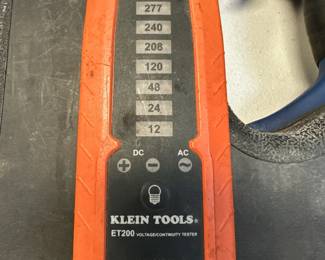 277
240
208
120
48
24
12
DC AC
+ − ~
KLEIN TOOLS®
ET200 VOLTAGE/CONTINUITY TESTER